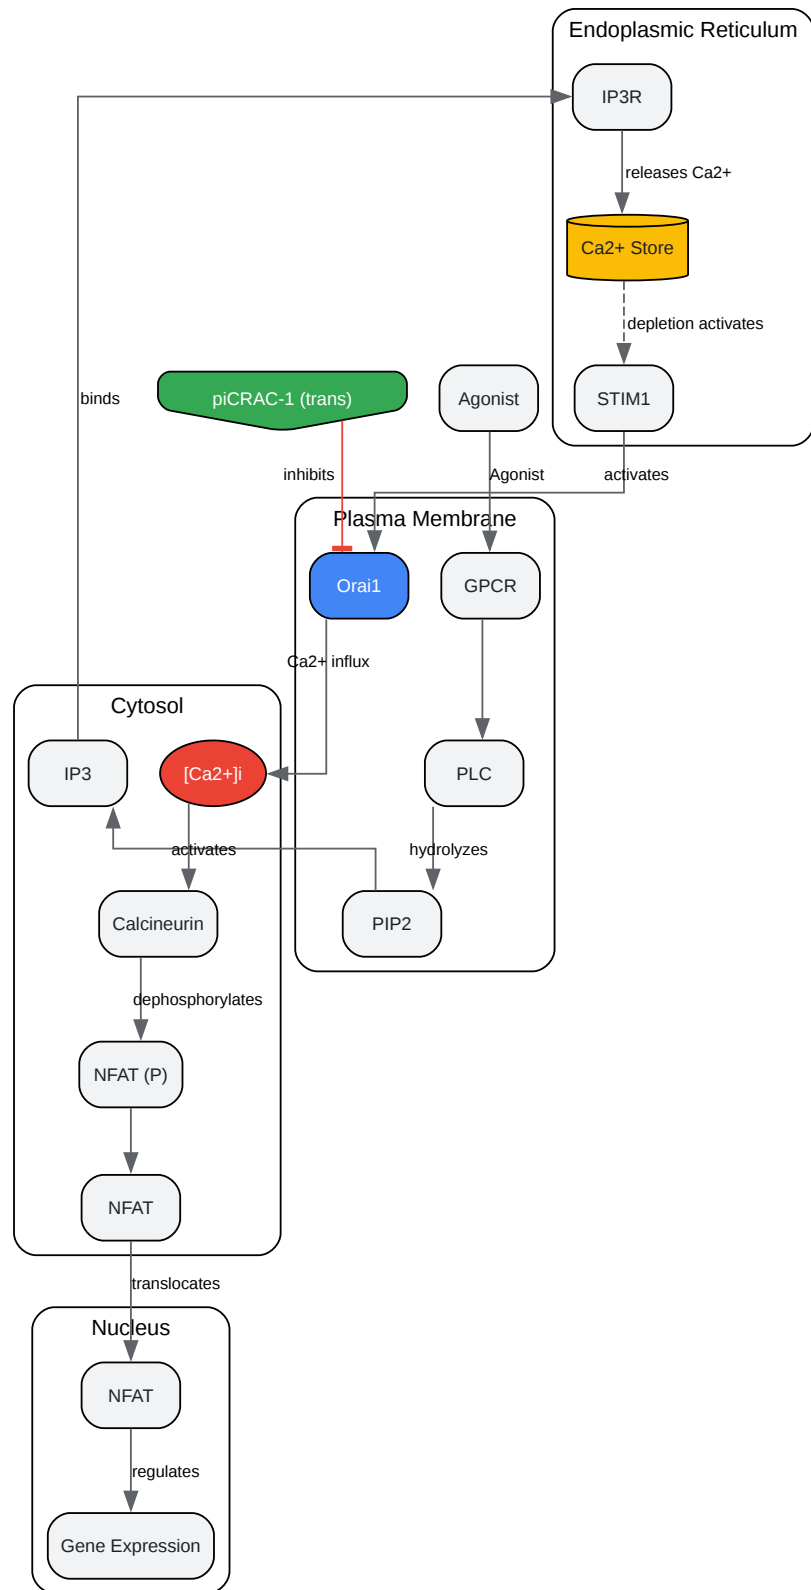 Endoplasmic Reticulum
IP3R
releases Ca2+
Ca2+ Store
depletion activates
binds
piCRAC-1 (trans)
Agonist
STIM1
inhibits
Agonist
activates
Plasma Membrane
Orai1
GPCR
Ca2+ influx
Cytosol
IP3
[Ca2+]i
PLC
activates
hydrolyzes
Calcineurin
PIP2
dephosphorylates
NFAT (P)
NFAT
translocates
Nucleus
NFAT
regulates
Gene Expression